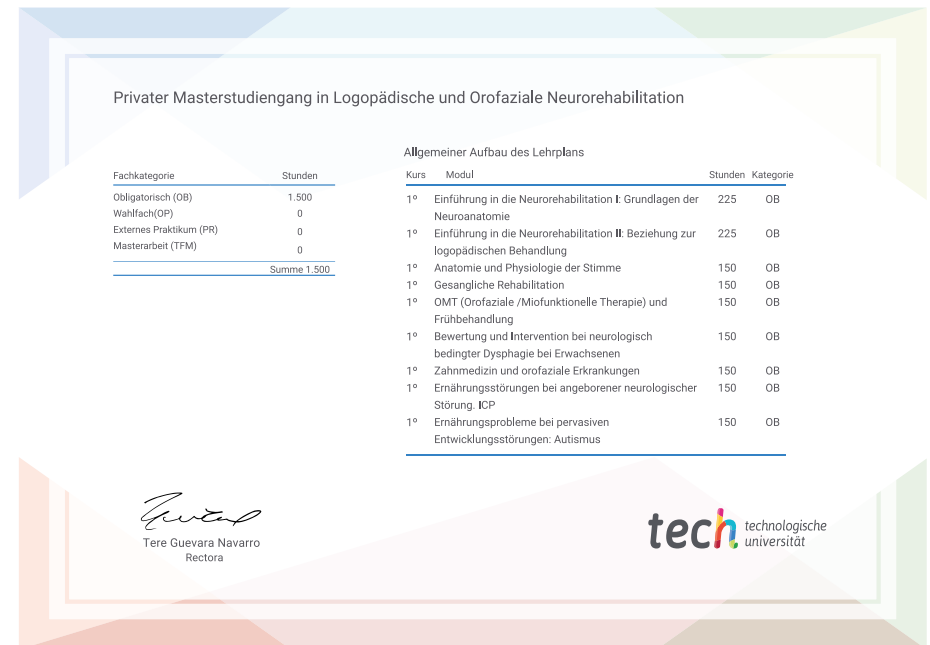 Privater Masterstudiengang in Logopädische und Orofaziale Neurorehabilitation
Fachkategorie Stunden
Obligatorisch (OB) 1.500
Wahlfach(OP) 0
Externes Praktikum (PR) 0
Masterarbeit (TFM) 0
Summe 1.500
Allgemeiner Aufbau des Lehrplans
Kurs Modul Stunden Kategorie
1º Einführung in die Neurorehabilitation I: Grundlagen der 225 OB
Neuroanatomie
1º Einführung in die Neurorehabilitation II: Beziehung zur 225 OB
logopädischen Behandlung
1º Anatomie und Physiologie der Stimme 150 OB
1º Gesangliche Rehabilitation 150 OB
1º OMT (Orofaziale /Miofunktionelle Therapie) und 150 OB
Frühbehandlung
1º Bewertung und Intervention bei neurologisch 150 OB
bedingter Dysphagie bei Erwachsenen
1º Zahnmedizin und orofaziale Erkrankungen 150 OB
1º Ernährungsstörungen bei angeborener neurologischer 150 OB
Störung. ICP
1º Ernährungsprobleme bei pervasiven 150 OB
Entwicklungsstörungen: Autismus
Tere Guevara Navarro
Rectora
tech technologische
universität